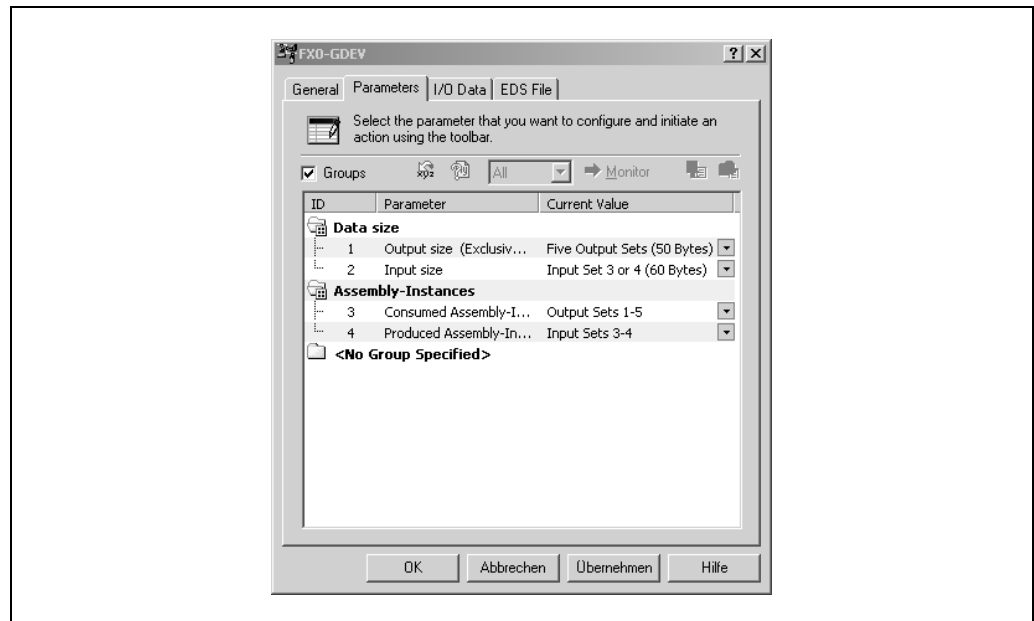 FX0-GDEV
General Parameters I/O Data EDS File
Select the parameter that you want to configure and initiate an
action using the toolbar.
Groups All Monitor
ID Parameter Current Value
Data size
1 Output size (Exclusiv... Five Output Sets (50 Bytes)
2 Input size Input Set 3 or 4 (60 Bytes)
Assembly-Instances
3 Consumed Assembly-I... Output Sets 1-5
4 Produced Assembly-In... Input Sets 3-4
<No Group Specified>
OK Abbrechen Übernehmen Hilfe